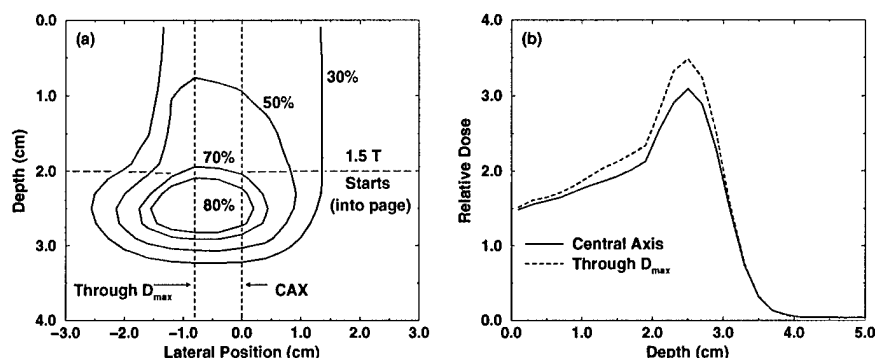 (a)
0.0
1.0
2.0
3.0
4.0
Depth (cm)
30%
50%
70%
80%
1.5 T
Starts
(into page)
Through Dmax
CAX
−3.0 −2.0 −1.0 0.0 1.0 2.0 3.0
Lateral Position (cm)
(b)
4.0
3.0
2.0
1.0
0.0
Relative Dose
Central Axis
Through Dmax
0.0 1.0 2.0 3.0 4.0 5.0
Depth (cm)